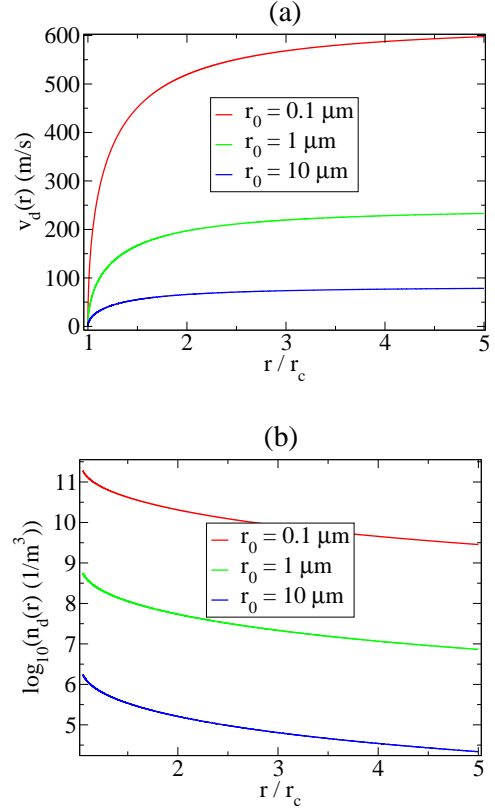 (a)
600
500
400
300
200
100
0
v_d(r) (m/s)
r_0 = 0.1 μm
r_0 = 1 μm
r_0 = 10 μm
1 2 3 4 5
r / r_c
(b)
11
10
9
8
7
6
5
log_10(n_d(r) (1/m^3))
r_0 = 0.1 μm
r_0 = 1 μm
r_0 = 10 μm
2 3 4 5
r / r_c